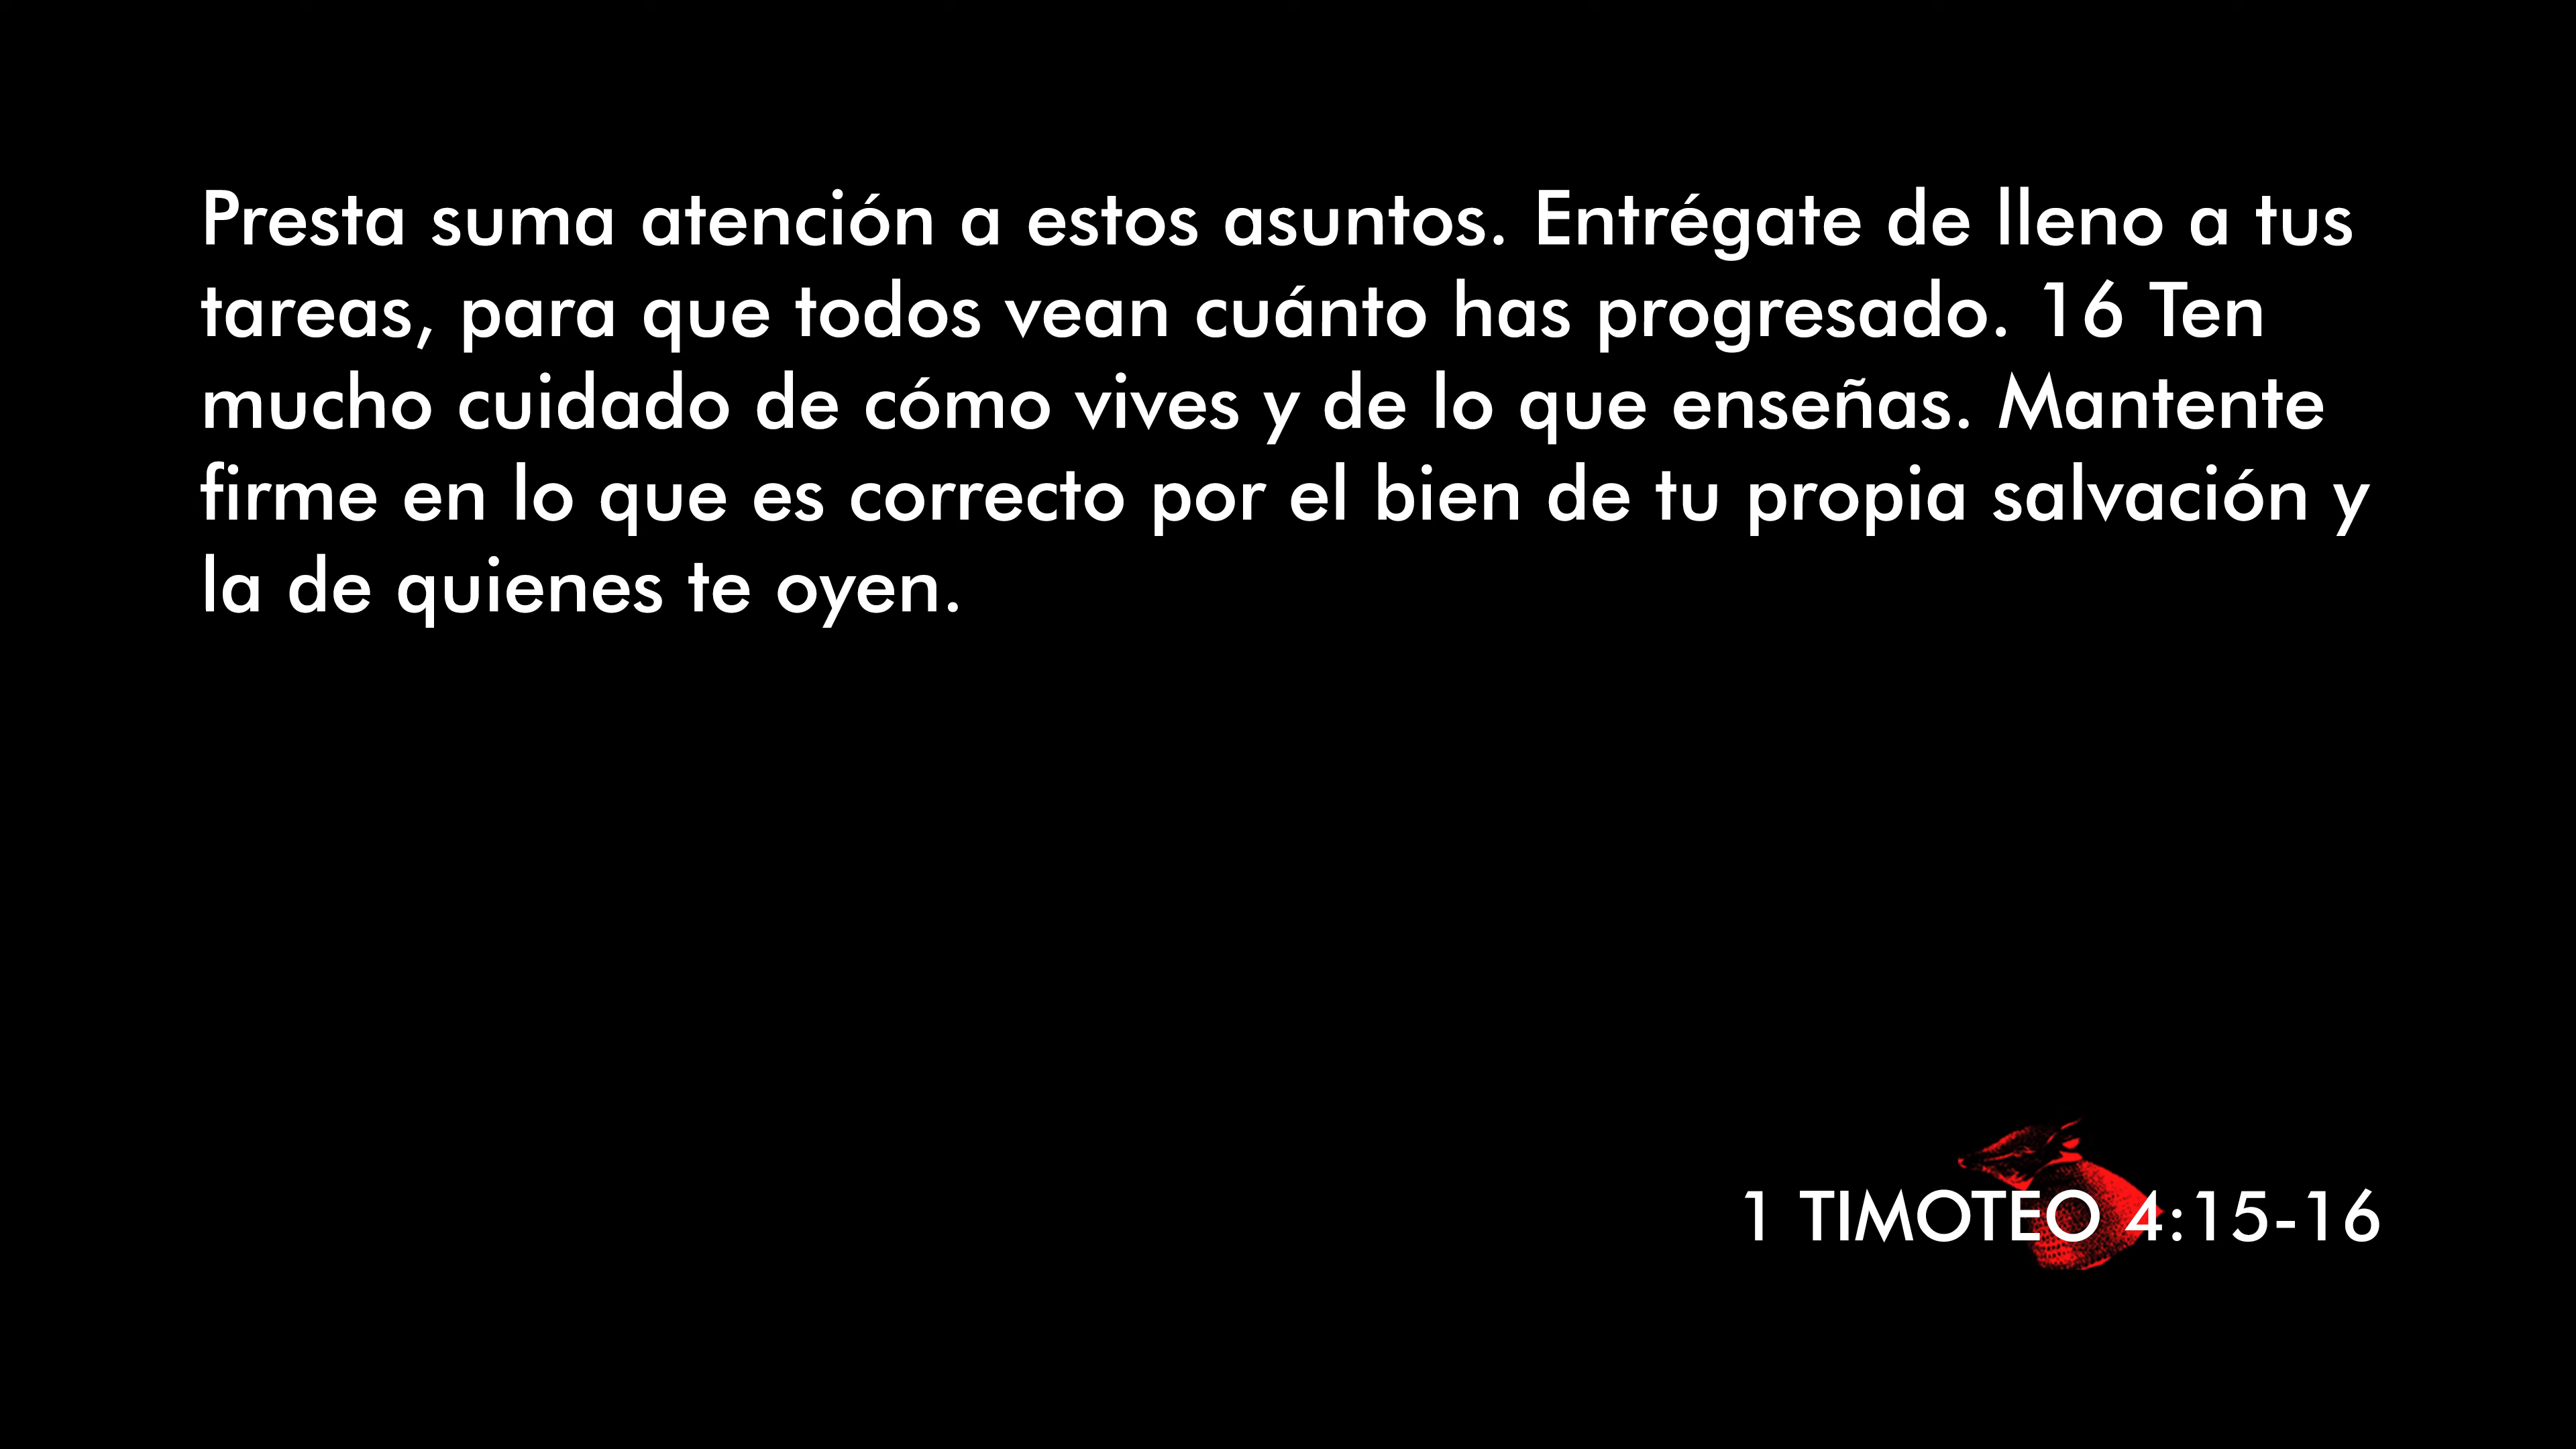 Presta suma atención a estos asuntos. Entrégate de lleno a tus
tareas, para que todos vean cuánto has progresado. 16 Ten
mucho cuidado de cómo vives y de lo que enseñas. Mantente
firme en lo que es correcto por el bien de tu propia salvación y
la de quienes te oyen.
1 TIMOTEO 4:15-16